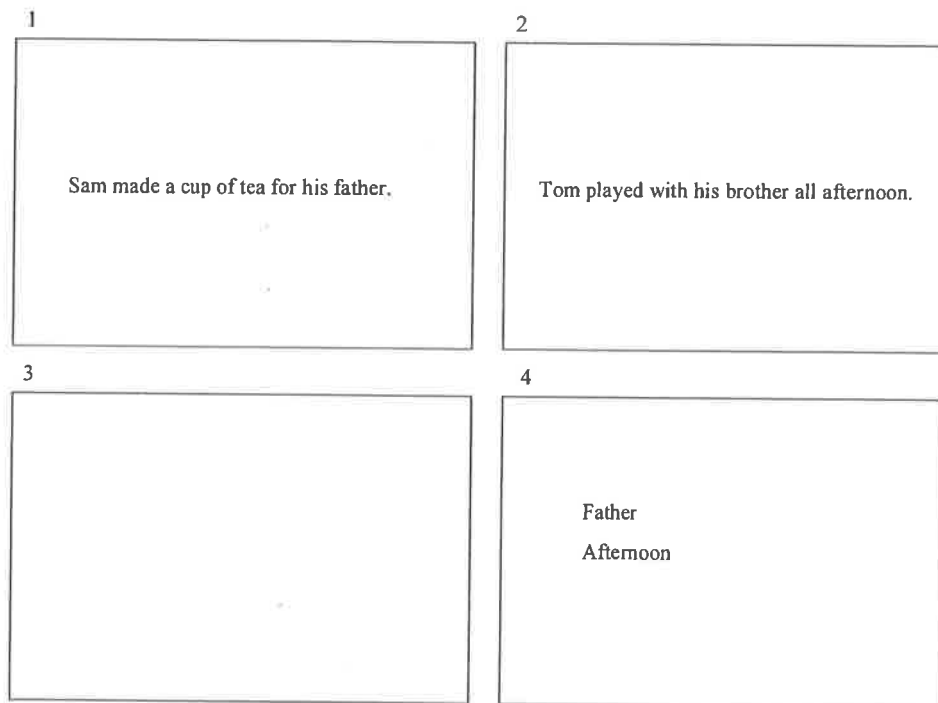 1
Sam made a cup of tea for his father.
2
Tom played with his brother all afternoon.
3
4
Father
Afternoon